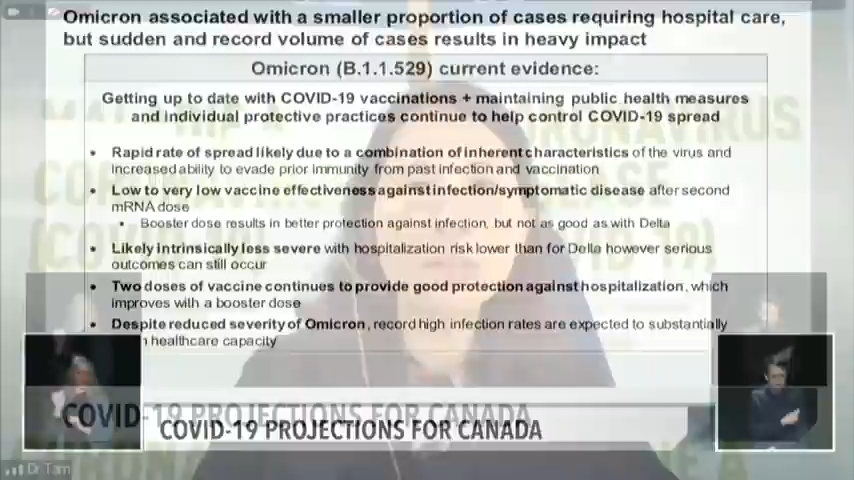 Omicron associated with a smaller proportion of cases requiring hospital care,
but sudden and record volume of cases results in heavy impact
Omicron (B.1.1.529) current evidence:
Getting up to date with COVID-19 vaccinations + maintaining public health measures
and individual protective practices continue to help control COVID-19 spread
• Rapid rate of spread likely due to a combination of inherent characteristics of the virus and
increased ability to evade prior immunity from past infection and vaccination
• Low to very low vaccine effectiveness against infection/symptomatic disease after second
mRNA dose
• Booster dose results in better protection against infection, but not as good as with Delta
• Likely intrinsically less severe with hospitalization risk lower than for Delta however serious
outcomes can still occur
• Two doses of vaccine continues to provide good protection against hospitalization, which
improves with a booster dose
• Despite reduced severity of Omicron, record high infection rates are expected to substantially
healthcare capacity
COVID-19 PROJECTIONS FOR CANADA
COVID-19 PROJECTIONS FOR CANADA
Dr Tam